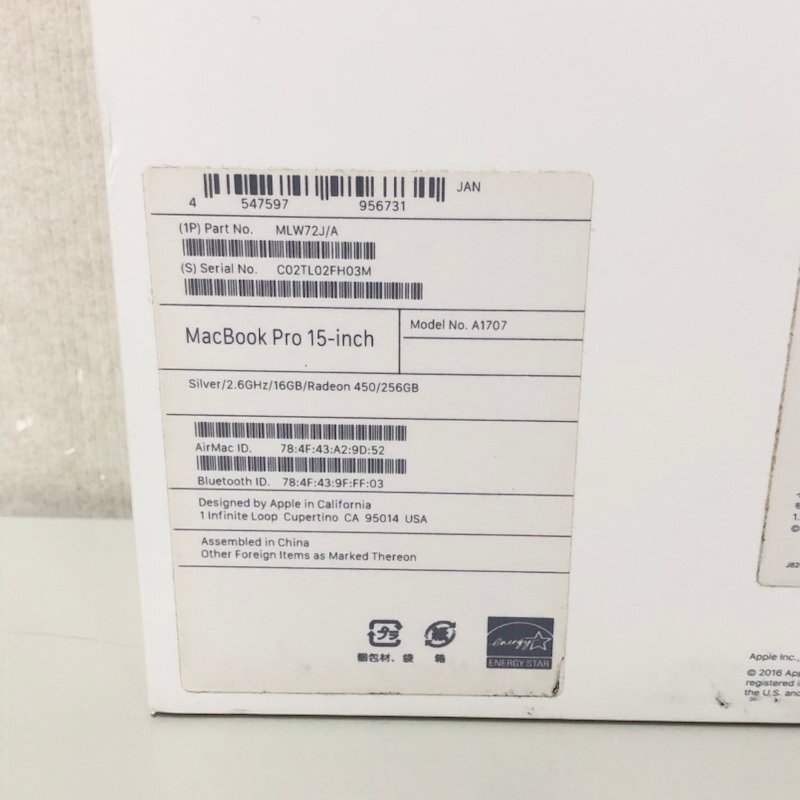 JAN
4 547597 956731
(1P) Part No. MLW72J/A
(S) Serial No. C02TL02FH03M
MacBook Pro 15-inch
Model No. A1707
Silver/2.6GHz/16GB/Radeon 450/256GB
AirMac ID. 78:4F:43:A2:9D:52
Bluetooth ID. 78:4F:43:9F:FF:03
Designed by Apple in California
1 Infinite Loop Cupertino CA 95014 USA
Assembled in China
Other Foreign Items as Marked Thereon
プラ 紙
梱包材、袋 箱
energy
ENERGY STAR
Apple Inc.,
© 2016 App
registered i
the U.S. and